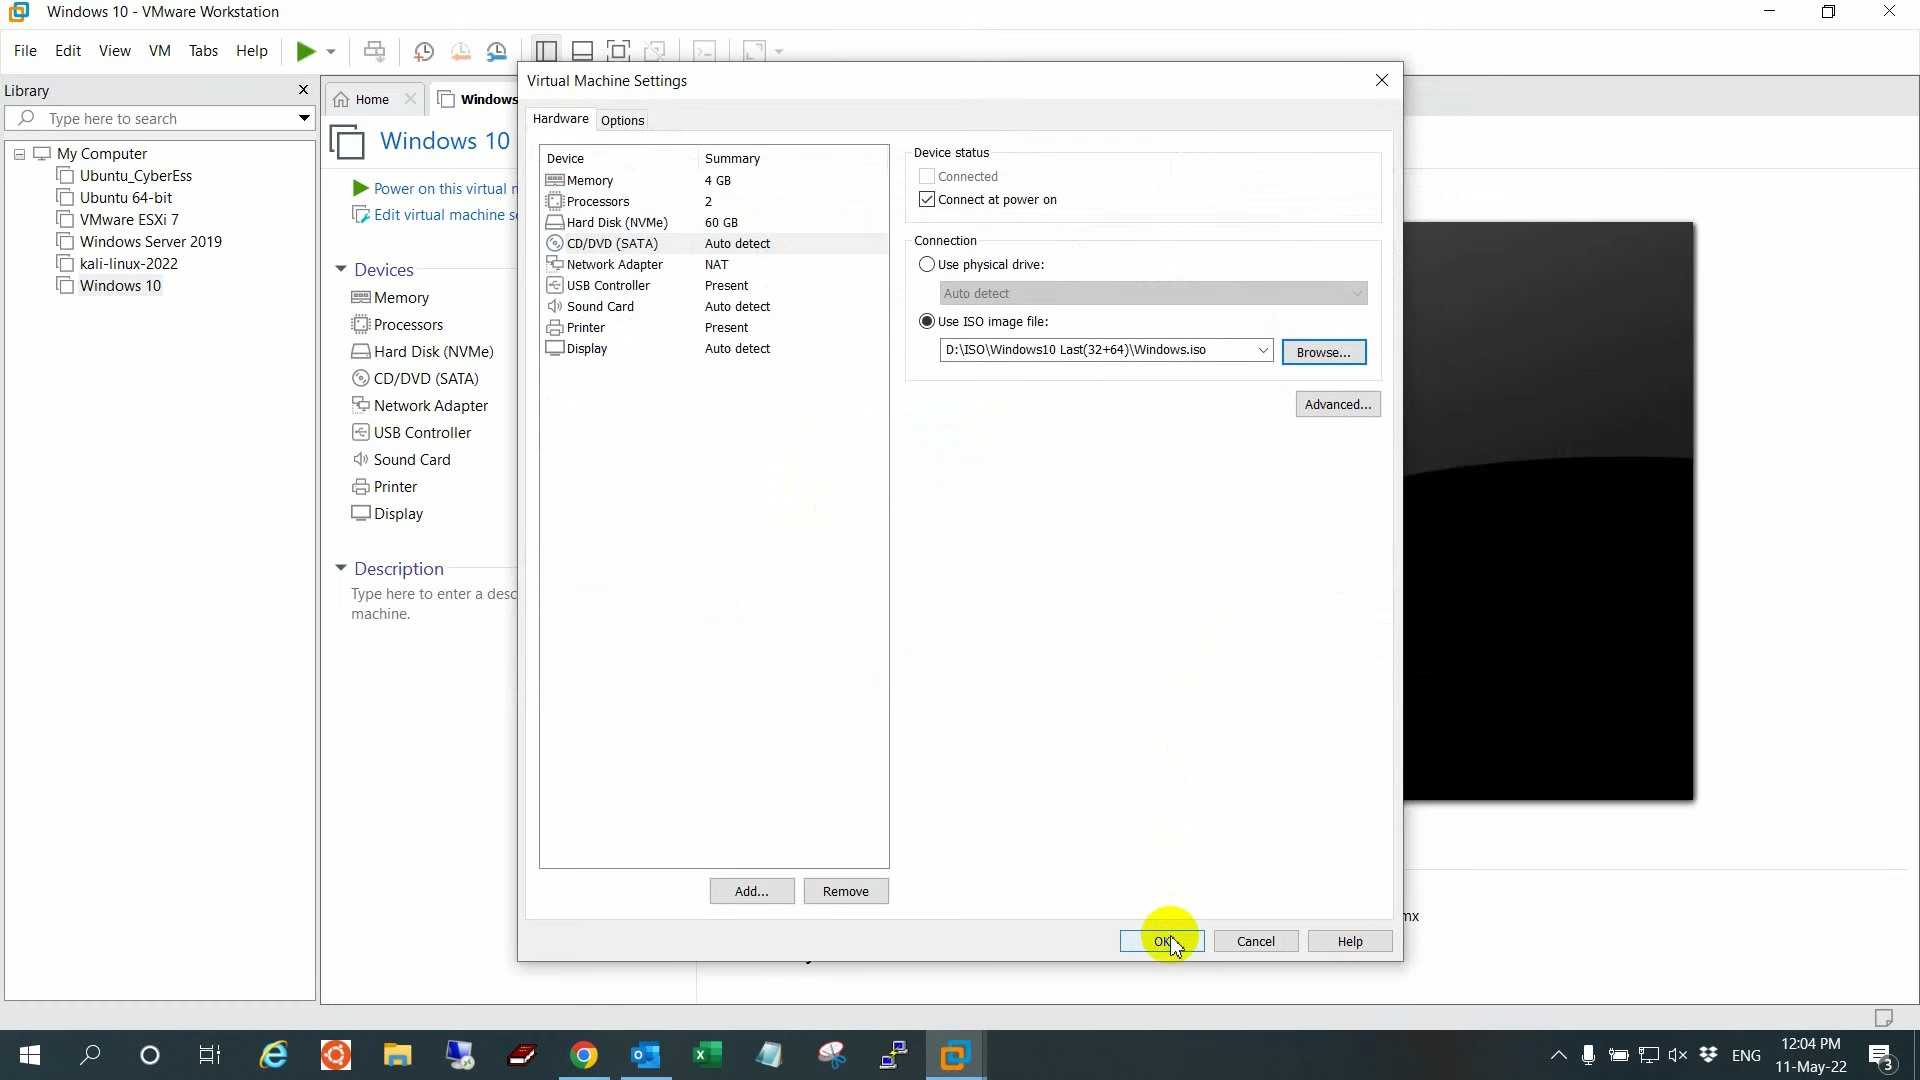 Windows 10 - VMware Workstation
File Edit View VM Tabs Help
Library
Type here to search
My Computer
Ubuntu_CyberEss
Ubuntu 64-bit
VMware ESXi 7
Windows Server 2019
kali-linux-2022
Windows 10
Home
Windows
Windows 10
Power on this virtual
Edit virtual machine
Devices
Memory
Processors
Hard Disk (NVMe)
CD/DVD (SATA)
Network Adapter
USB Controller
Sound Card
Printer
Display
Description
Type here to enter a desc
machine.
Virtual Machine Settings
Hardware Options
Device Summary
Memory 4 GB
Processors 2
Hard Disk (NVMe) 60 GB
CD/DVD (SATA) Auto detect
Network Adapter NAT
USB Controller Present
Sound Card Auto detect
Printer Present
Display Auto detect
Add... Remove
Device status
Connected
Connect at power on
Connection
Use physical drive:
Auto detect
Use ISO image file:
D:\ISO\Windows10 Last(32+64)\Windows.iso
Browse...
Advanced...
OK Cancel Help
mx
ENG
12:04 PM
11-May-22
3